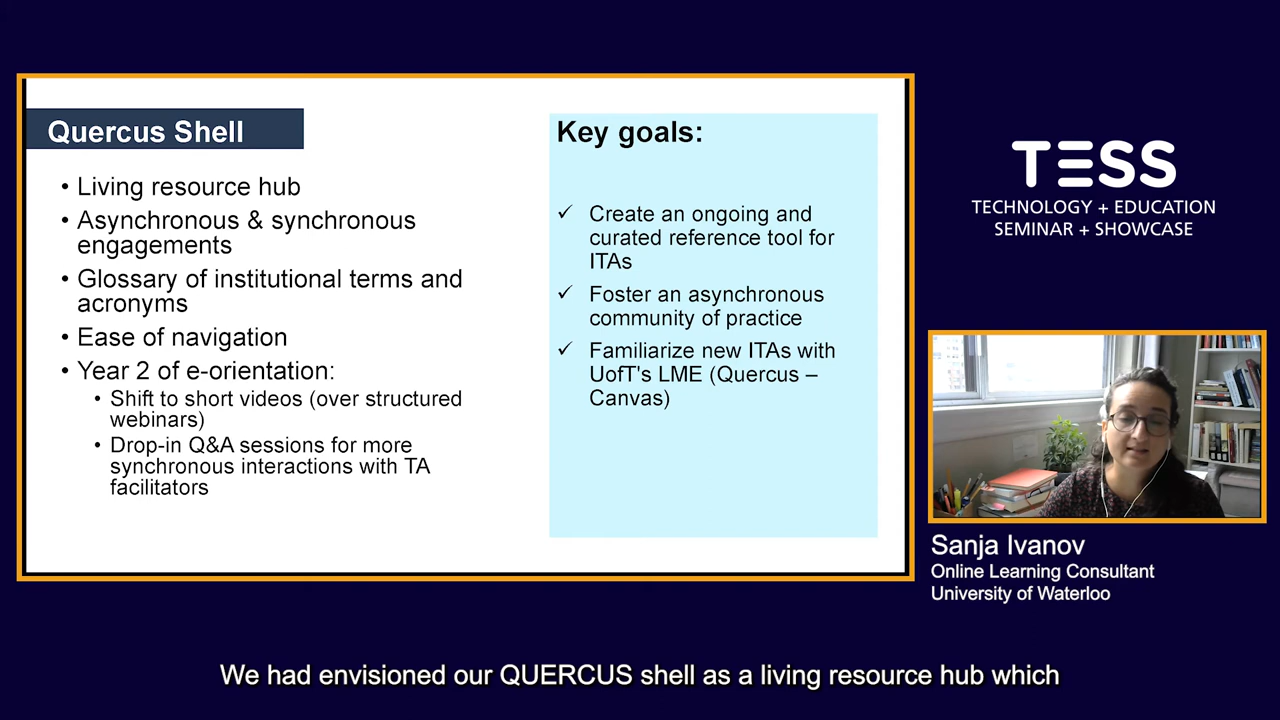 Quercus Shell
• Living resource hub
• Asynchronous & synchronous
engagements
• Glossary of institutional terms and
acronyms
• Ease of navigation
• Year 2 of e-orientation:
• Shift to short videos (over structured
webinars)
• Drop-in Q&A sessions for more
synchronous interactions with TA
facilitators
Key goals:
✓ Create an ongoing and
curated reference tool for
ITAs
✓ Foster an asynchronous
community of practice
✓ Familiarize new ITAs with
UofT's LME (Quercus –
Canvas)
TESS
TECHNOLOGY + EDUCATION
SEMINAR + SHOWCASE
Sanja Ivanov
Online Learning Consultant
University of Waterloo
We had envisioned our QUERCUS shell as a living resource hub which